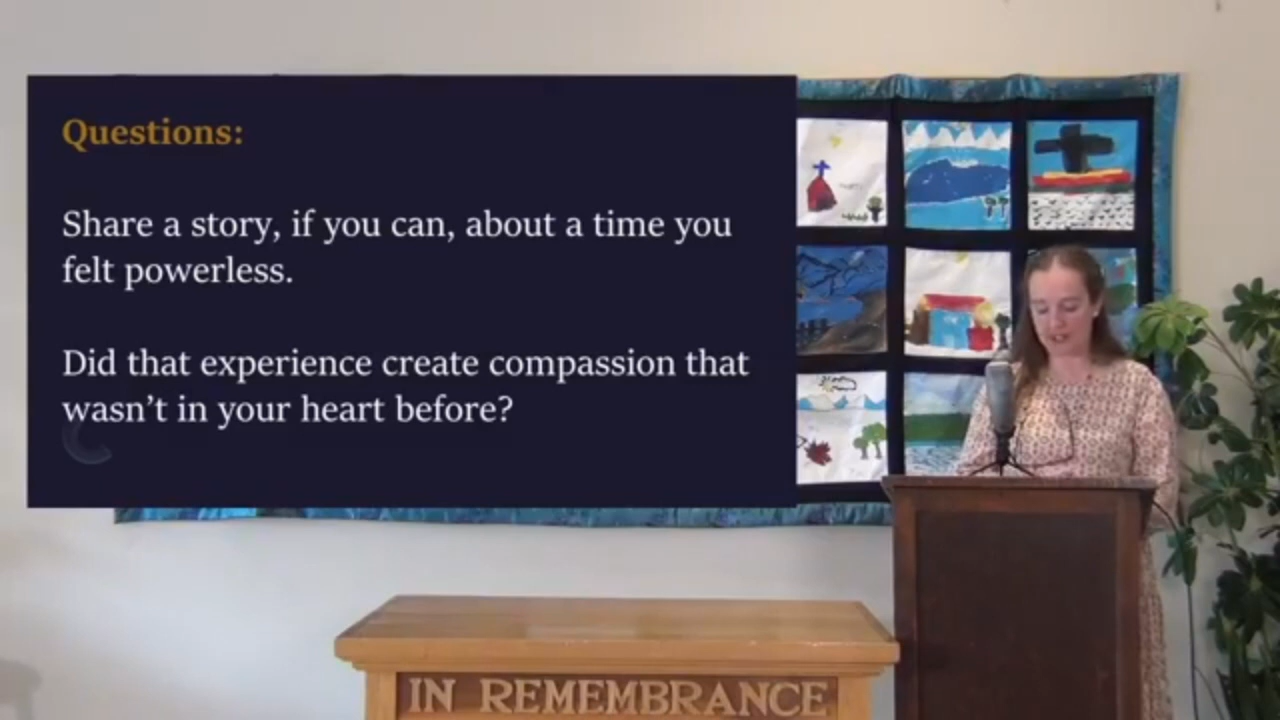 Questions:
Share a story, if you can, about a time you
felt powerless.
Did that experience create compassion that
wasn’t in your heart before?
IN REMEMBRANCE